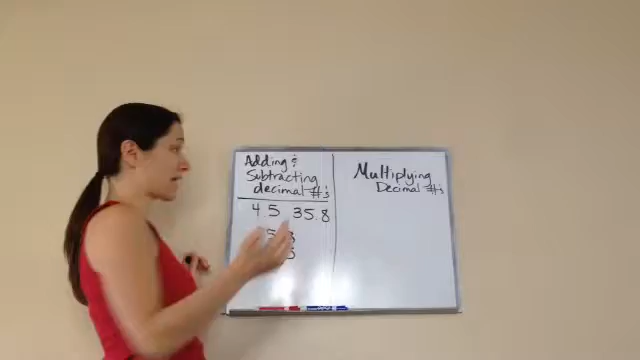 Adding &
Subtracting
decimal #'s
4.5 35.8
Multiplying
Decimal #'s